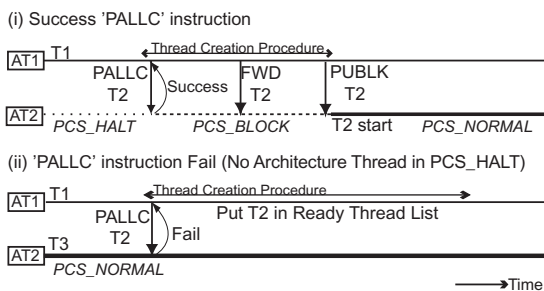 (i) Success 'PALLC' instruction
AT1 T1 Thread Creation Procedure
PALLC FWD PUBLK
T2 Success T2 T2
AT2 PCS_HALT PCS_BLOCK T2 start PCS_NORMAL
(ii) 'PALLC' instruction Fail (No Architecture Thread in PCS_HALT)
Thread Creation Procedure
AT1 T1 Put T2 in Ready Thread List
PALLC
T2 Fail
AT2 T3
PCS_NORMAL
Time